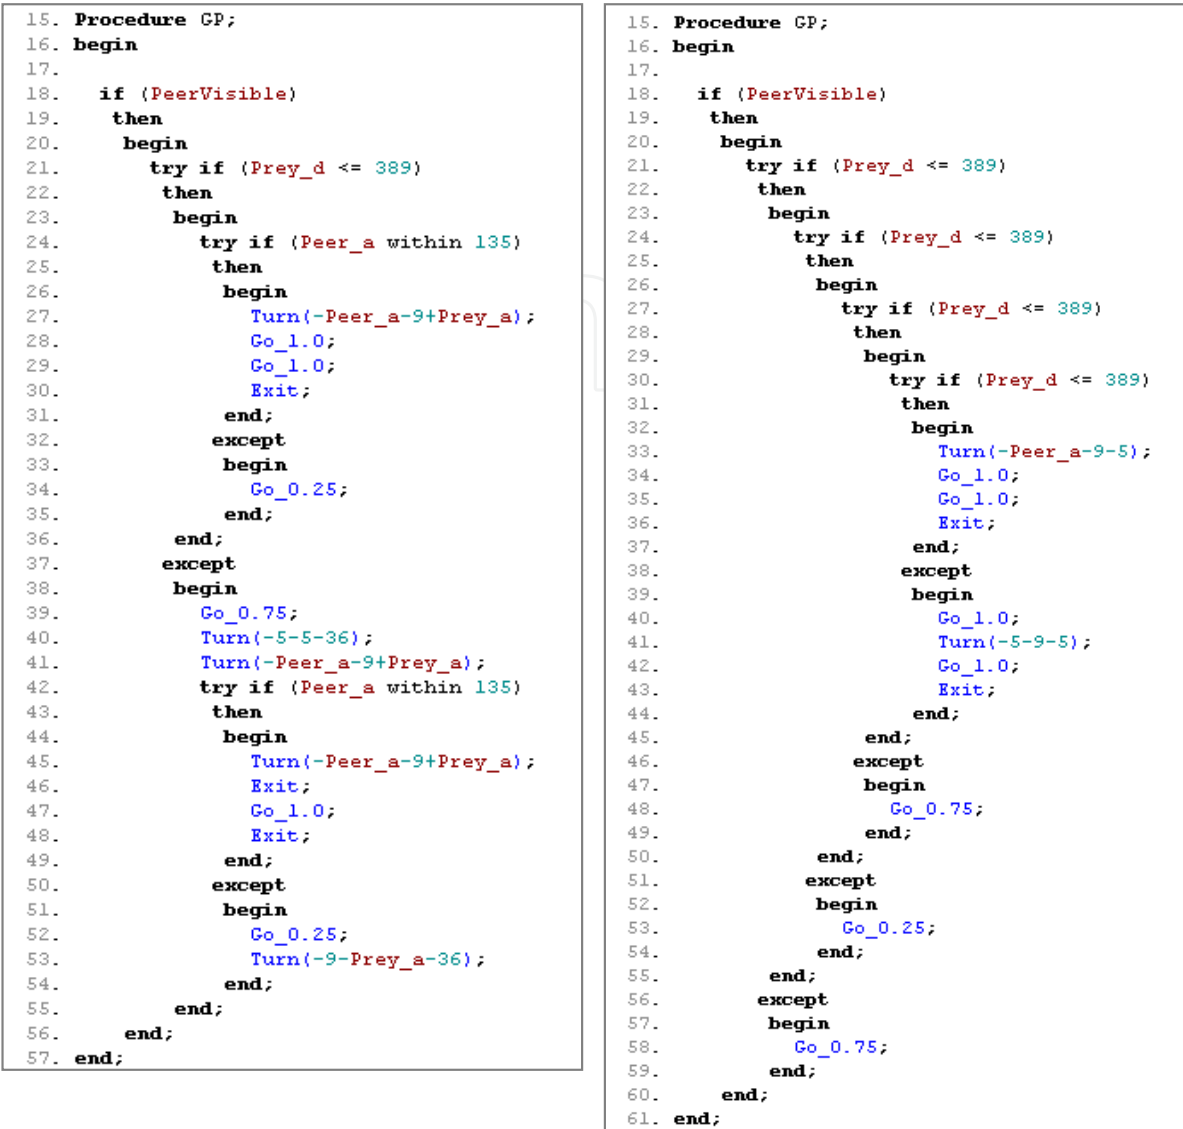 15. Procedure GP;
16. begin
17.
18. if (PeerVisible)
19. then
20. begin
21. try if (Prey_d <= 389)
22. then
23. begin
24. try if (Peer_a within 135)
25. then
26. begin
27. Turn(-Peer_a-9+Prey_a);
28. Go_1.0;
29. Go_1.0;
30. Exit;
31. end;
32. except
33. begin
34. Go_0.25;
35. end;
36. end;
37. except
38. begin
39. Go_0.75;
40. Turn(-5-5-36);
41. Turn(-Peer_a-9+Prey_a);
42. try if (Peer_a within 135)
43. then
44. begin
45. Turn(-Peer_a-9+Prey_a);
46. Exit;
47. Go_1.0;
48. Exit;
49. end;
50. except
51. begin
52. Go_0.25;
53. Turn(-9-Prey_a-36);
54. end;
55. end;
56. end;
57. end;
15. Procedure GP;
16. begin
17.
18. if (PeerVisible)
19. then
20. begin
21. try if (Prey_d <= 389)
22. then
23. begin
24. try if (Prey_d <= 389)
25. then
26. begin
27. try if (Prey_d <= 389)
28. then
29. begin
30. try if (Prey_d <= 389)
31. then
32. begin
33. Turn(-Peer_a-9-5);
34. Go_1.0;
35. Go_1.0;
36. Exit;
37. end;
38. except
39. begin
40. Go_1.0;
41. Turn(-5-9-5);
42. Go_1.0;
43. Exit;
44. end;
45. end;
46. except
47. begin
48. Go_0.75;
49. end;
50. end;
51. except
52. begin
53. Go_0.25;
54. end;
55. end;
56. except
57. begin
58. Go_0.75;
59. end;
60. end;
61. end;